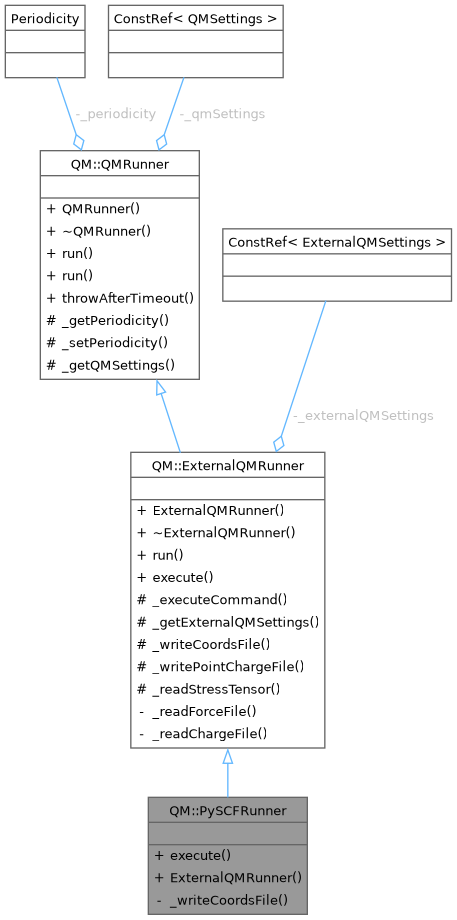 Periodicity
ConstRef< QMSettings >
-_periodicity
-_qmSettings
QM::QMRunner
+ QMRunner()
+ ~QMRunner()
+ run()
+ run()
+ throwAfterTimeout()
# _getPeriodicity()
# _setPeriodicity()
# _getQMSettings()
ConstRef< ExternalQMSettings >
-_externalQMSettings
QM::ExternalQMRunner
+ ExternalQMRunner()
+ ~ExternalQMRunner()
+ run()
+ execute()
# _executeCommand()
# _getExternalQMSettings()
# _writeCoordsFile()
# _writePointChargeFile()
# _readStressTensor()
- _readForceFile()
- _readChargeFile()
QM::PySCFRunner
+ execute()
+ ExternalQMRunner()
- _writeCoordsFile()